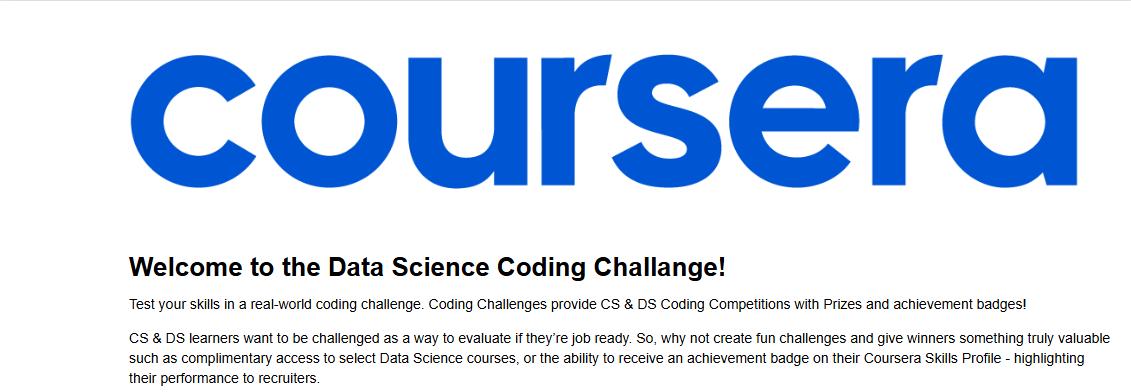 coursera
Welcome to the Data Science Coding Challange!
Test your skills in a real-world coding challenge. Coding Challenges provide CS & DS Coding Competitions with Prizes and achievement badges!
CS & DS learners want to be challenged as a way to evaluate if they’re job ready. So, why not create fun challenges and give winners something truly valuable
such as complimentary access to select Data Science courses, or the ability to receive an achievement badge on their Coursera Skills Profile - highlighting
their performance to recruiters.